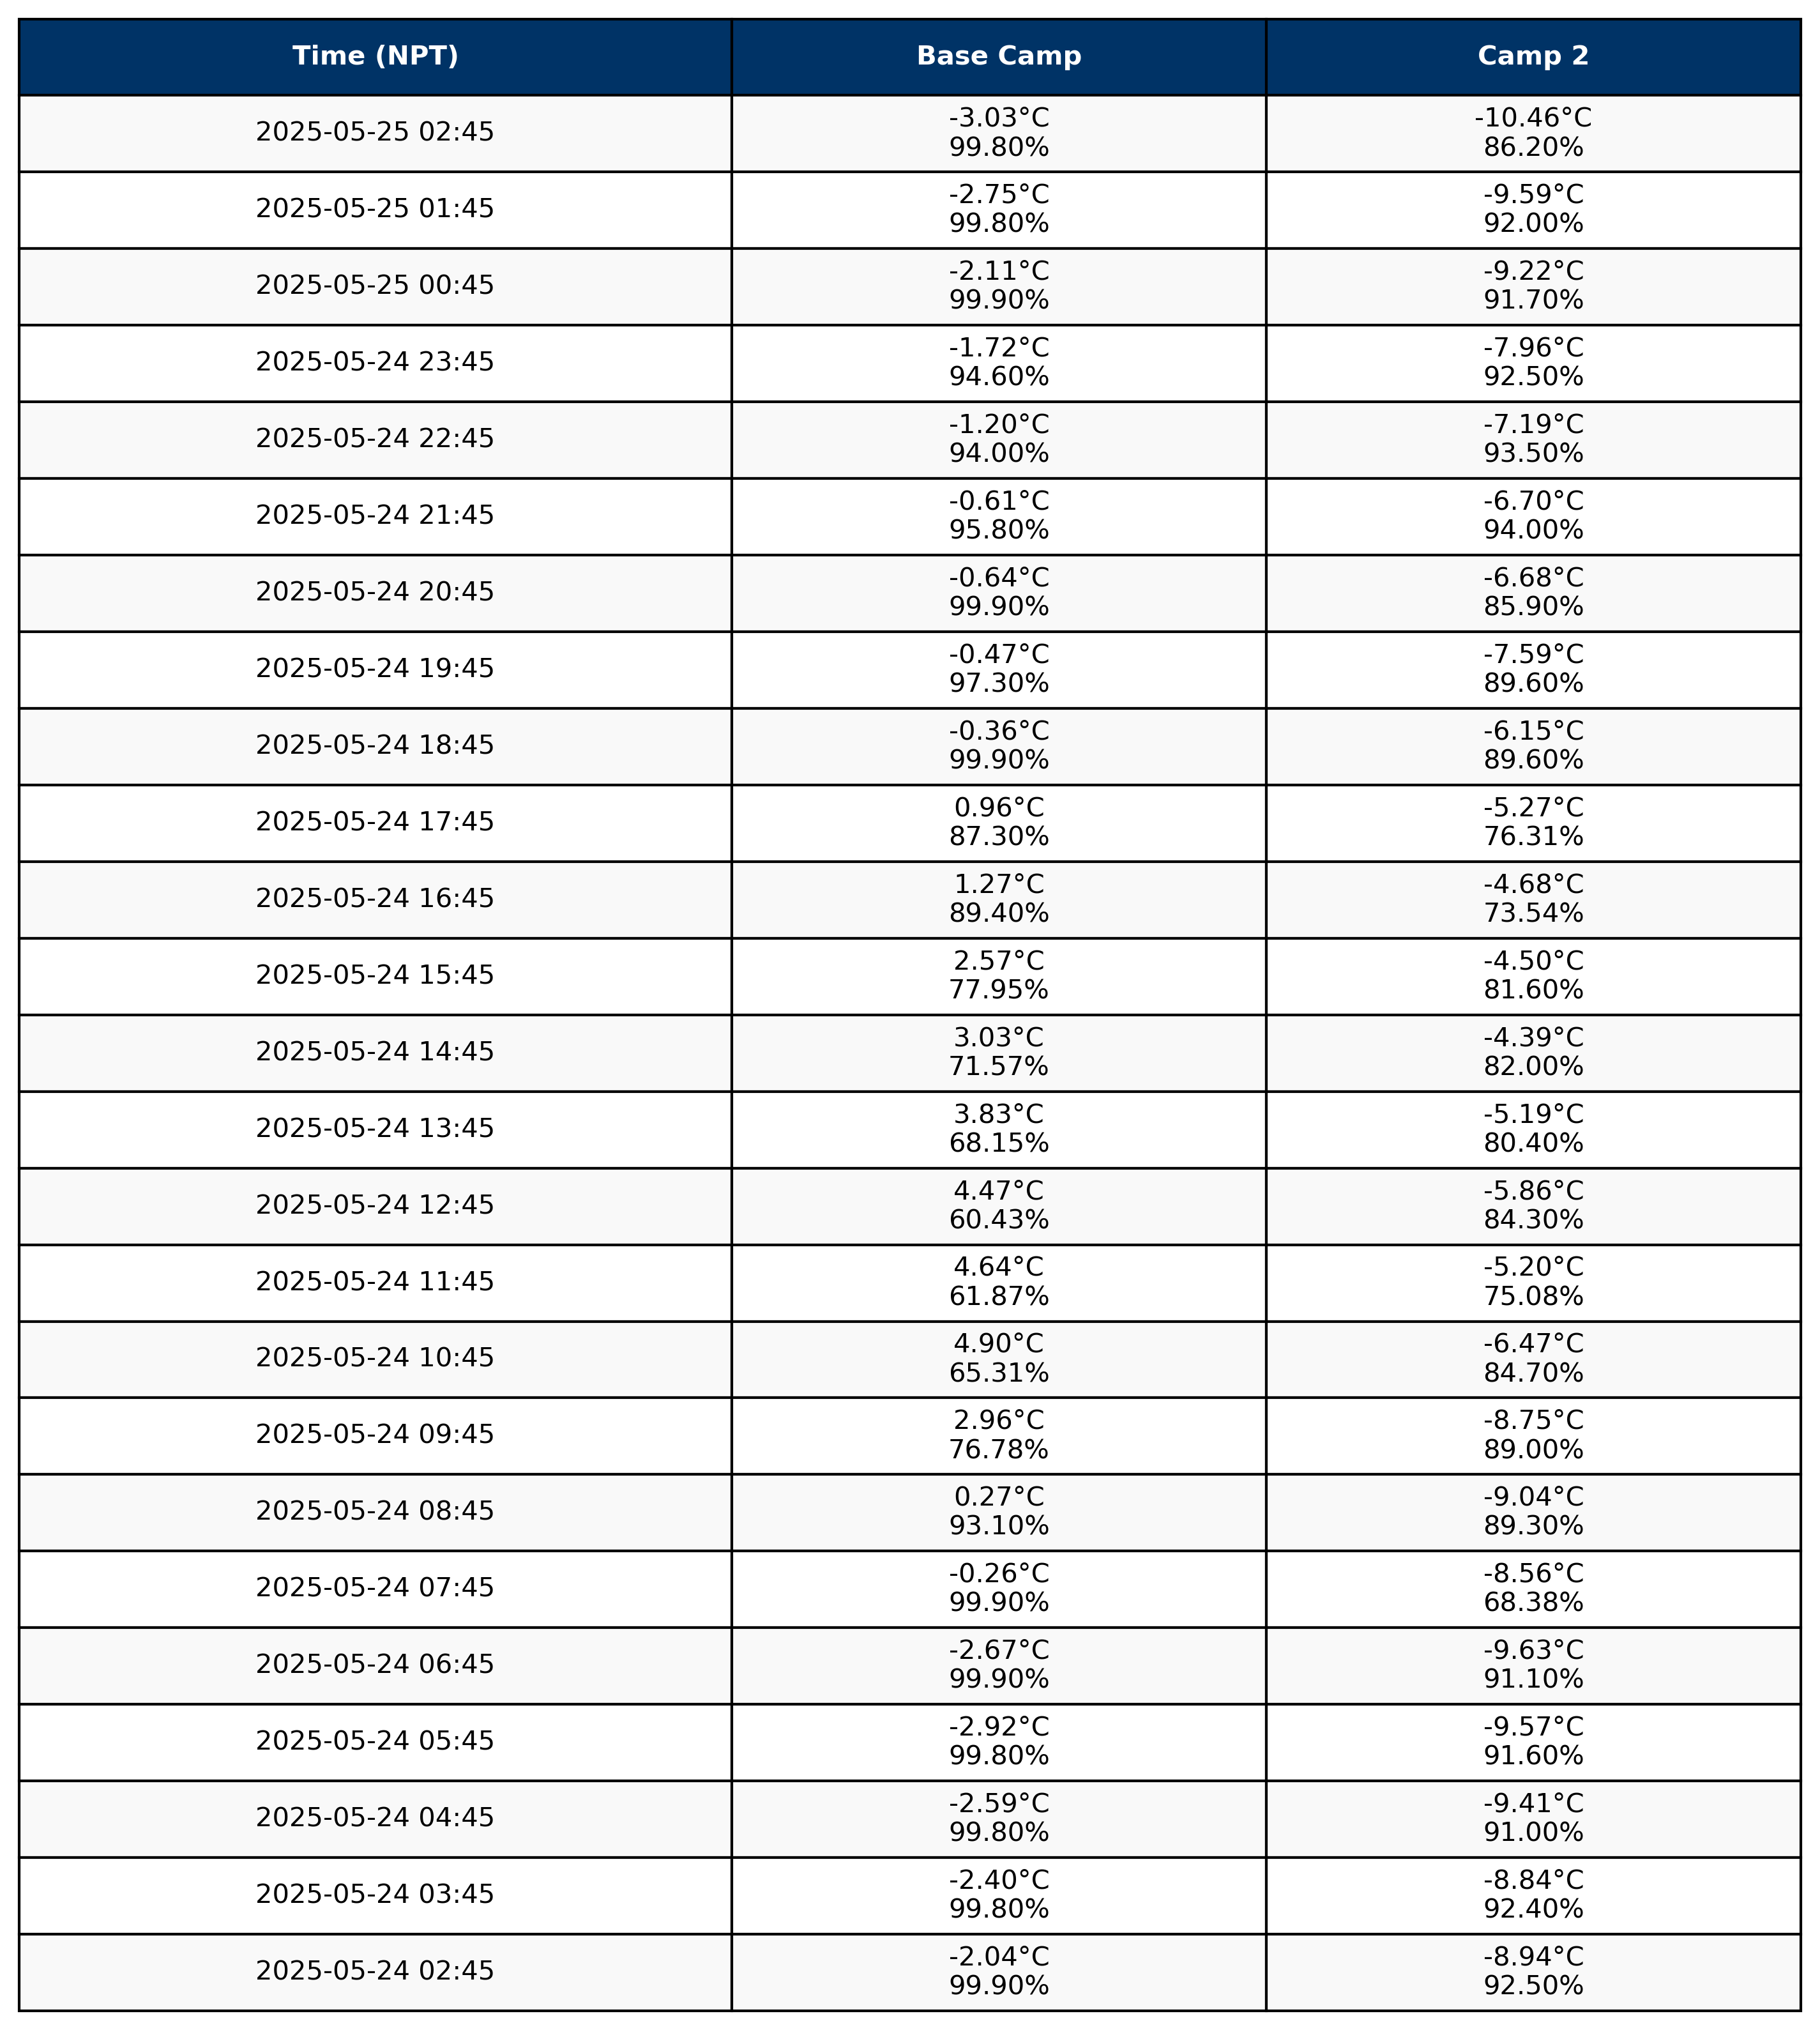 Time (NPT) Base Camp Camp 2
2025-05-25 02:45 -3.03°C 99.80% -10.46°C 86.20%
2025-05-25 01:45 -2.75°C 99.80% -9.59°C 92.00%
2025-05-25 00:45 -2.11°C 99.90% -9.22°C 91.70%
2025-05-24 23:45 -1.72°C 94.60% -7.96°C 92.50%
2025-05-24 22:45 -1.20°C 94.00% -7.19°C 93.50%
2025-05-24 21:45 -0.61°C 95.80% -6.70°C 94.00%
2025-05-24 20:45 -0.64°C 99.90% -6.68°C 85.90%
2025-05-24 19:45 -0.47°C 97.30% -7.59°C 89.60%
2025-05-24 18:45 -0.36°C 99.90% -6.15°C 89.60%
2025-05-24 17:45 0.96°C 87.30% -5.27°C 76.31%
2025-05-24 16:45 1.27°C 89.40% -4.68°C 73.54%
2025-05-24 15:45 2.57°C 77.95% -4.50°C 81.60%
2025-05-24 14:45 3.03°C 71.57% -4.39°C 82.00%
2025-05-24 13:45 3.83°C 68.15% -5.19°C 80.40%
2025-05-24 12:45 4.47°C 60.43% -5.86°C 84.30%
2025-05-24 11:45 4.64°C 61.87% -5.20°C 75.08%
2025-05-24 10:45 4.90°C 65.31% -6.47°C 84.70%
2025-05-24 09:45 2.96°C 76.78% -8.75°C 89.00%
2025-05-24 08:45 0.27°C 93.10% -9.04°C 89.30%
2025-05-24 07:45 -0.26°C 99.90% -8.56°C 68.38%
2025-05-24 06:45 -2.67°C 99.90% -9.63°C 91.10%
2025-05-24 05:45 -2.92°C 99.80% -9.57°C 91.60%
2025-05-24 04:45 -2.59°C 99.80% -9.41°C 91.00%
2025-05-24 03:45 -2.40°C 99.80% -8.84°C 92.40%
2025-05-24 02:45 -2.04°C 99.90% -8.94°C 92.50%